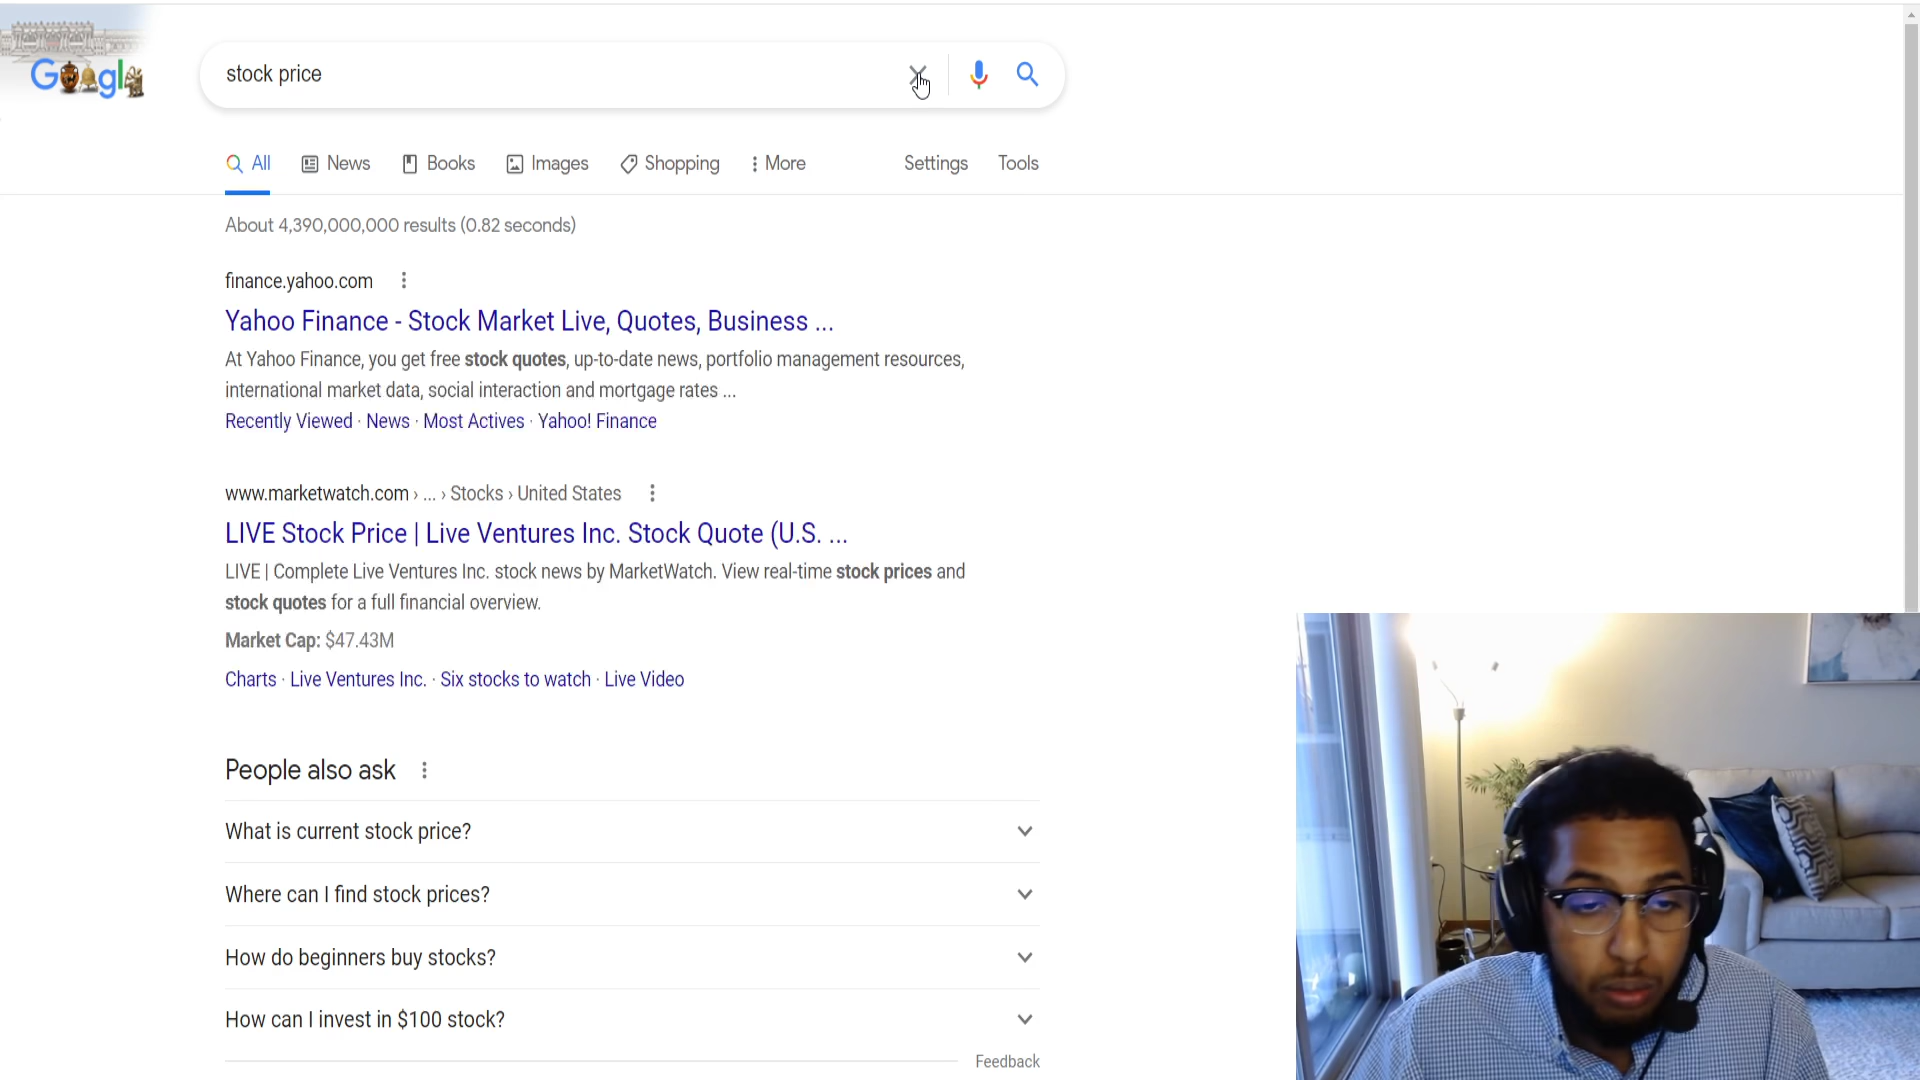 Google
stock price
All News Books Images Shopping More Settings Tools
About 4,390,000,000 results (0.82 seconds)
finance.yahoo.com
Yahoo Finance - Stock Market Live, Quotes, Business ...
At Yahoo Finance, you get free stock quotes, up-to-date news, portfolio management resources,
international market data, social interaction and mortgage rates ...
Recently Viewed · News · Most Actives · Yahoo! Finance
www.marketwatch.com › ... › Stocks › United States
LIVE Stock Price | Live Ventures Inc. Stock Quote (U.S. ...
LIVE | Complete Live Ventures Inc. stock news by MarketWatch. View real-time stock prices and
stock quotes for a full financial overview.
Market Cap: $47.43M
Charts · Live Ventures Inc. · Six stocks to watch · Live Video
People also ask
What is current stock price?
Where can I find stock prices?
How do beginners buy stocks?
How can I invest in $100 stock?
Feedback